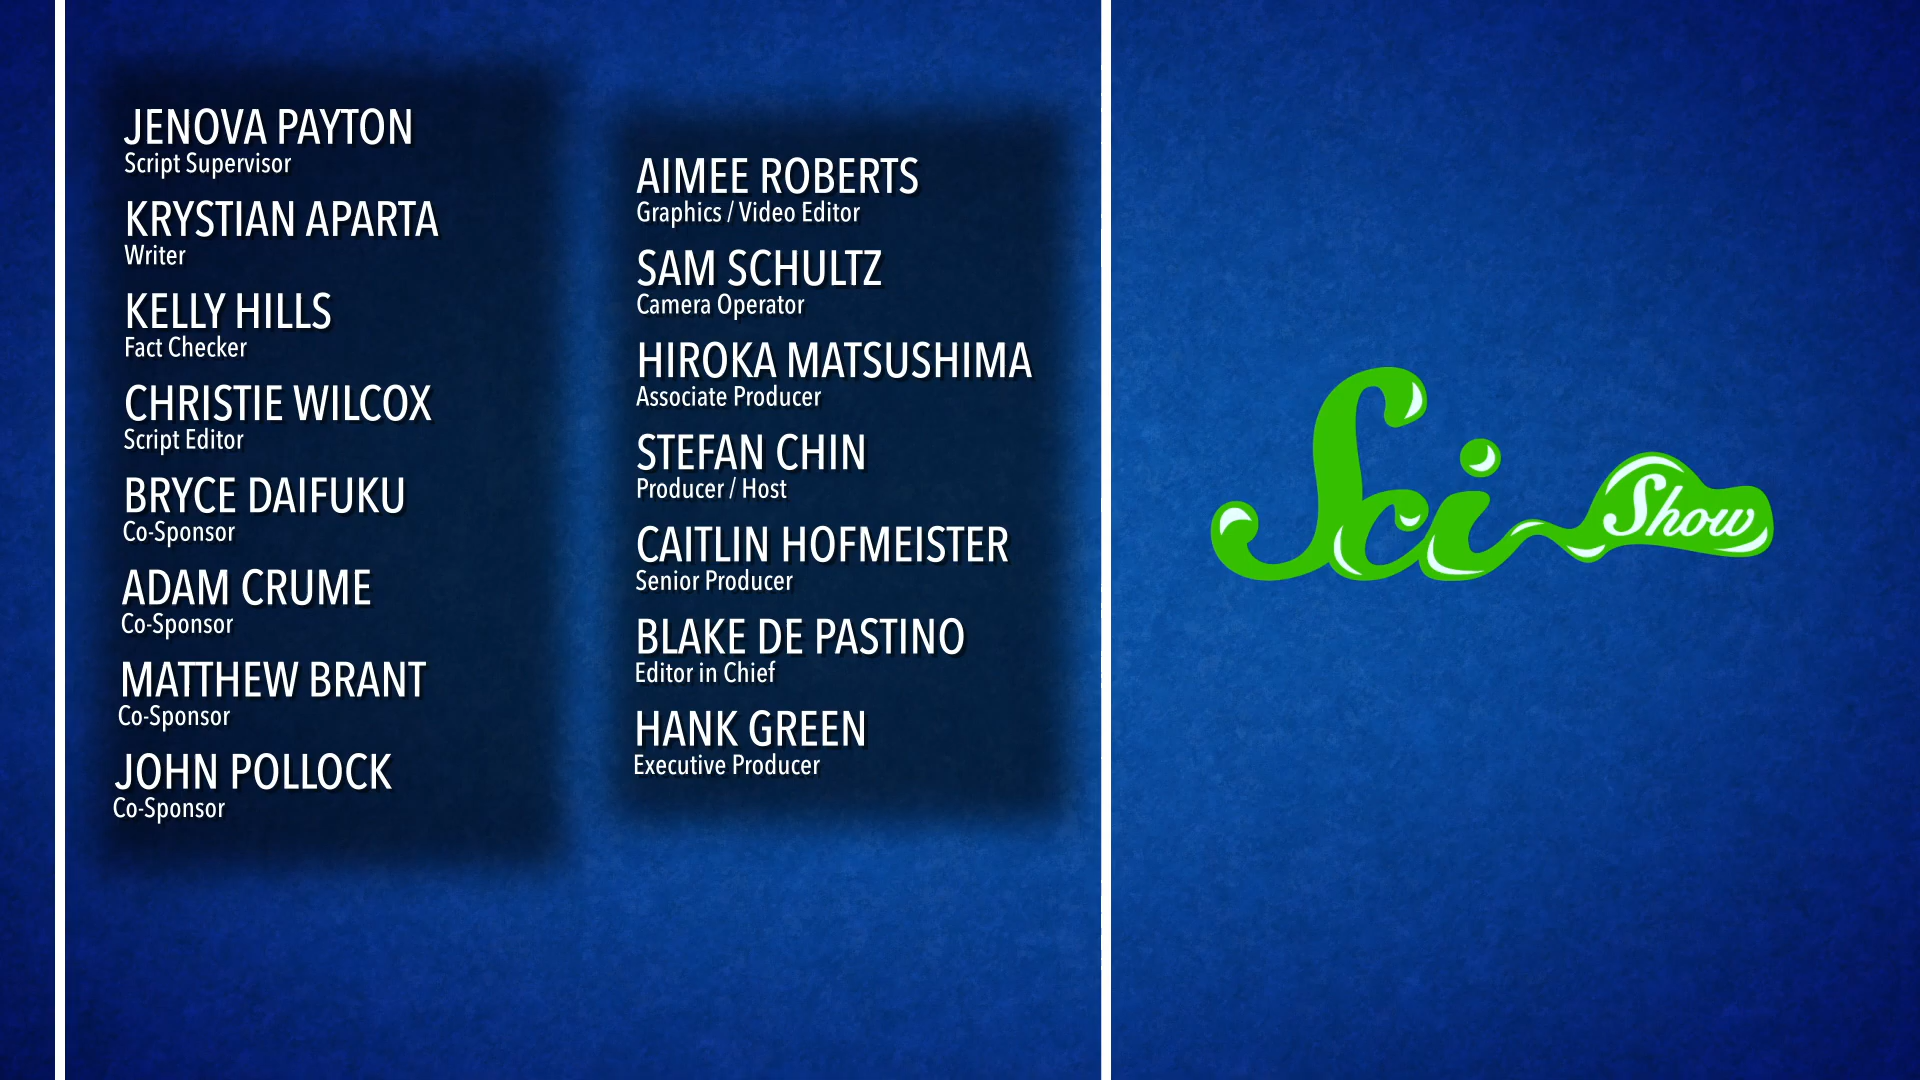 JENOVA PAYTON
Script Supervisor
KRYSTIAN APARTA
Writer
KELLY HILLS
Fact Checker
CHRISTIE WILCOX
Script Editor
BRYCE DAIFUKU
Co-Sponsor
ADAM CRUME
Co-Sponsor
MATTHEW BRANT
Co-Sponsor
JOHN POLLOCK
Co-Sponsor
AIMEE ROBERTS
Graphics / Video Editor
SAM SCHULTZ
Camera Operator
HIROKA MATSUSHIMA
Associate Producer
STEFAN CHIN
Producer / Host
CAITLIN HOFMEISTER
Senior Producer
BLAKE DE PASTINO
Editor in Chief
HANK GREEN
Executive Producer
Sci Show